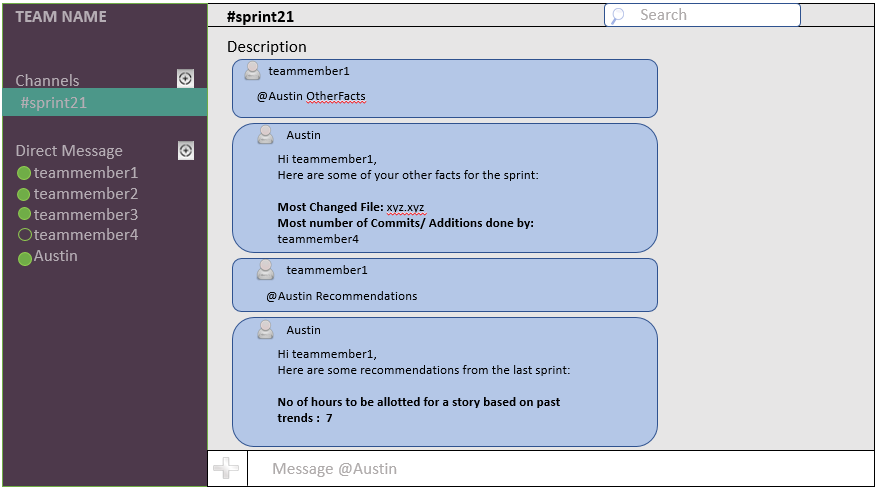 TEAM NAME
Channels
#sprint21
Direct Message
teammember1
teammember2
teammember3
teammember4
Austin
#sprint21
Search
Description
teammember1
@Austin OtherFacts
Austin
Hi teammember1,
Here are some of your other facts for the sprint:
Most Changed File: xyz.xyz
Most number of Commits/ Additions done by:
teammember4
teammember1
@Austin Recommendations
Austin
Hi teammember1,
Here are some recommendations from the last sprint:
No of hours to be allotted for a story based on past
trends : 7
Message @Austin